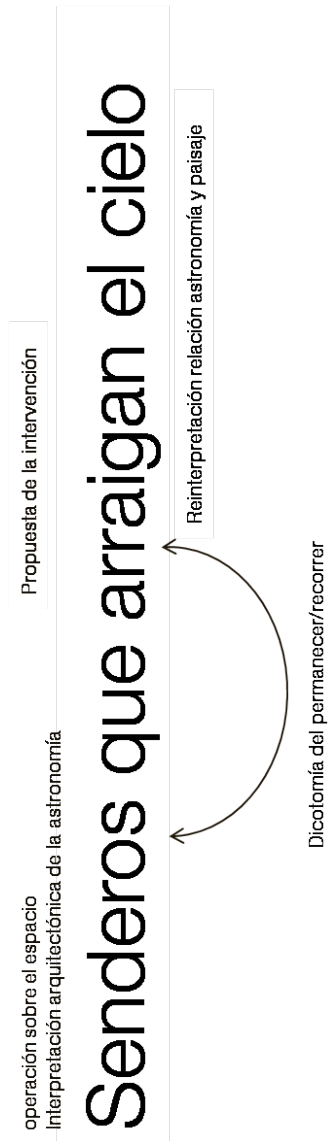 operación sobre el espacio
Interpretación arquitectónica de la astronomía
Propuesta de la intervención
Senderos que arraigan el cielo
Reinterpretación relación astronomía y paisaje
Dicotomía del permanecer/recorrer